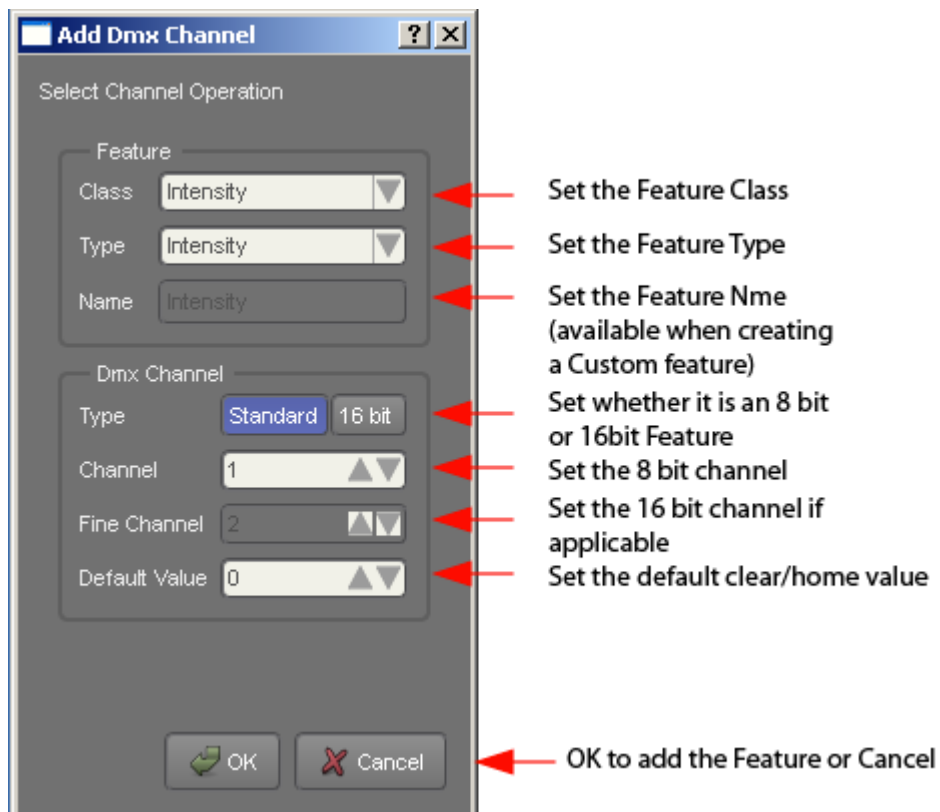 Add Dmx Channel
Select Channel Operation
Feature
Class Intensity
Set the Feature Class
Type Intensity
Set the Feature Type
Name Intensity
Set the Feature Nme
(available when creating
a Custom feature)
Dmx Channel
Type Standard 16 bit
Set whether it is an 8 bit
or 16bit Feature
Channel 1
Set the 8 bit channel
Fine Channel 2
Set the 16 bit channel if
applicable
Default Value 0
Set the default clear/home value
OK Cancel
OK to add the Feature or Cancel